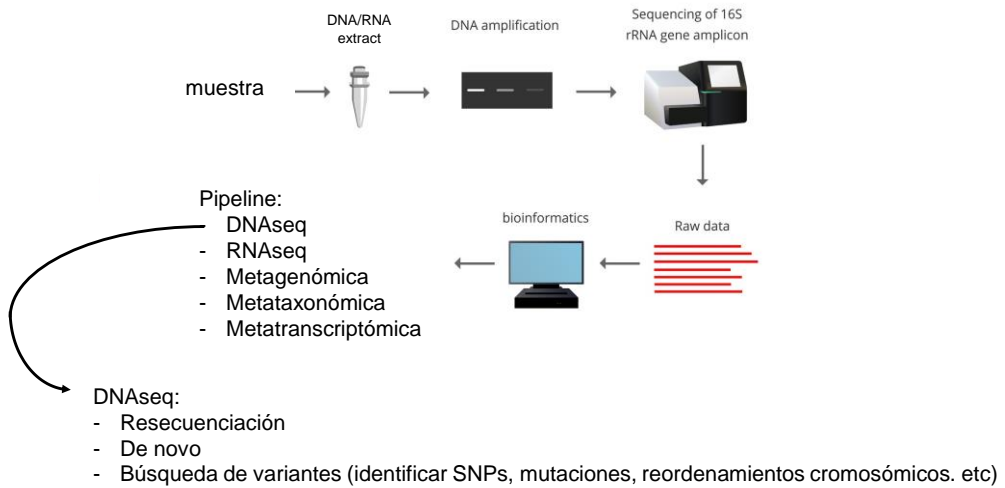 DNA/RNA
extract
DNA amplification
Sequencing of 16S
rRNA gene amplicon
muestra
Pipeline:
- DNAseq
- RNAseq
- Metagenómica
- Metataxonómica
- Metatranscriptómica
bioinformatics
Raw data
DNAseq:
- Resecuenciación
- De novo
- Búsqueda de variantes (identificar SNPs, mutaciones, reordenamientos cromosómicos. etc)